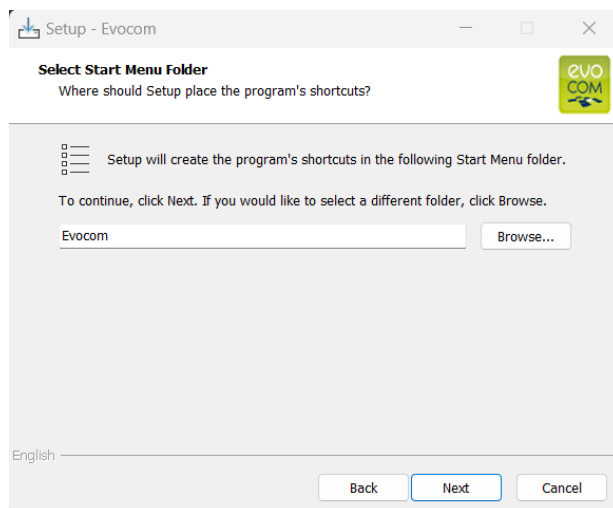 Setup - Evocom
Select Start Menu Folder
Where should Setup place the program's shortcuts?
evo
COM
Setup will create the program's shortcuts in the following Start Menu folder.
To continue, click Next. If you would like to select a different folder, click Browse.
Evocom
Browse...
English
Back
Next
Cancel